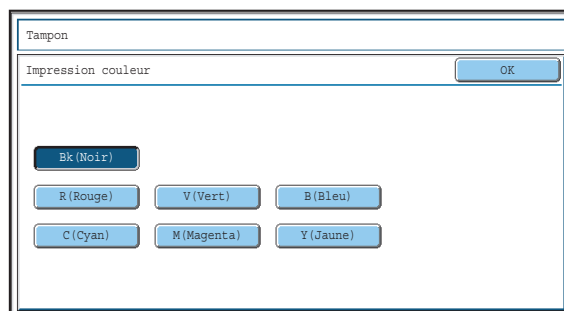 Tampon
Impression couleur OK
Bk(Noir)
R(Rouge) V(Vert) B(Bleu)
C(Cyan) M(Magenta) Y(Jaune)